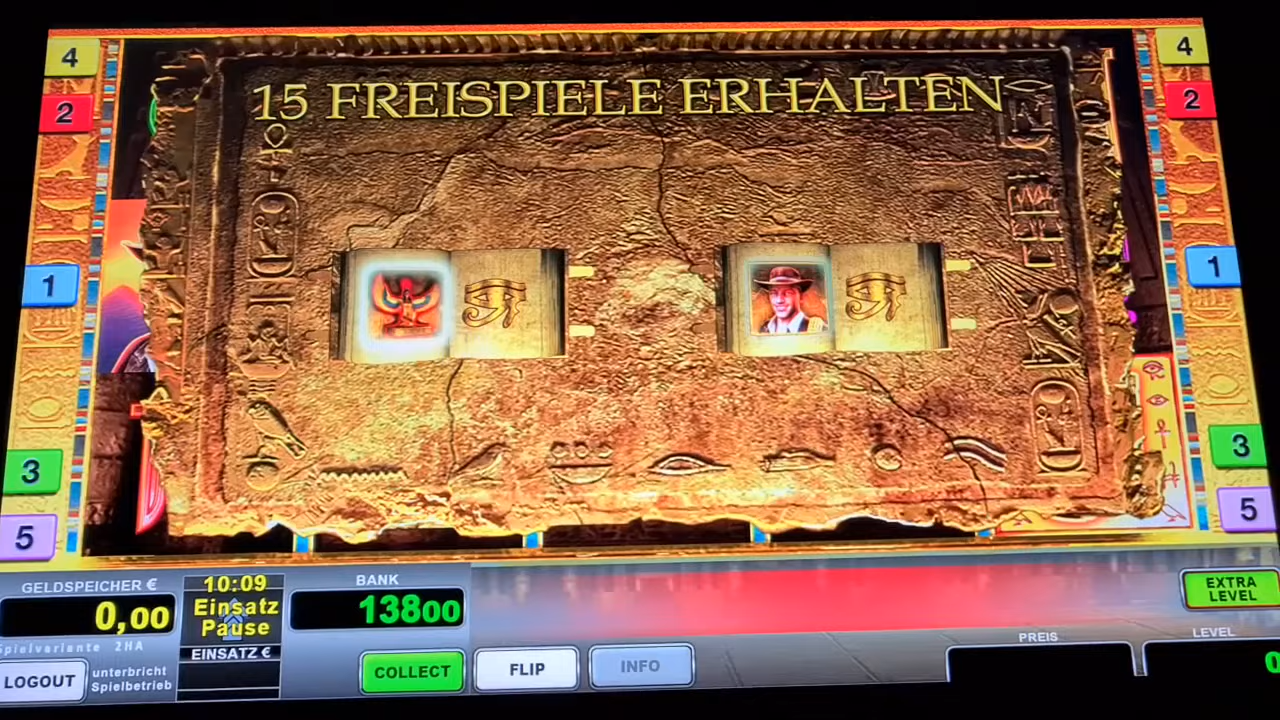 15 FREISPIELE ERHALTEN
4
4
2
2
1
1
3
3
5
5
GELDSPEICHER €
0,00
Spielvariante 2HA
LOGOUT
unterbricht
Spielbetrieb
10:09
Einsatz
Pause
EINSATZ €
BANK
13800
COLLECT
FLIP
INFO
EXTRA
LEVEL
PREIS
LEVEL
0